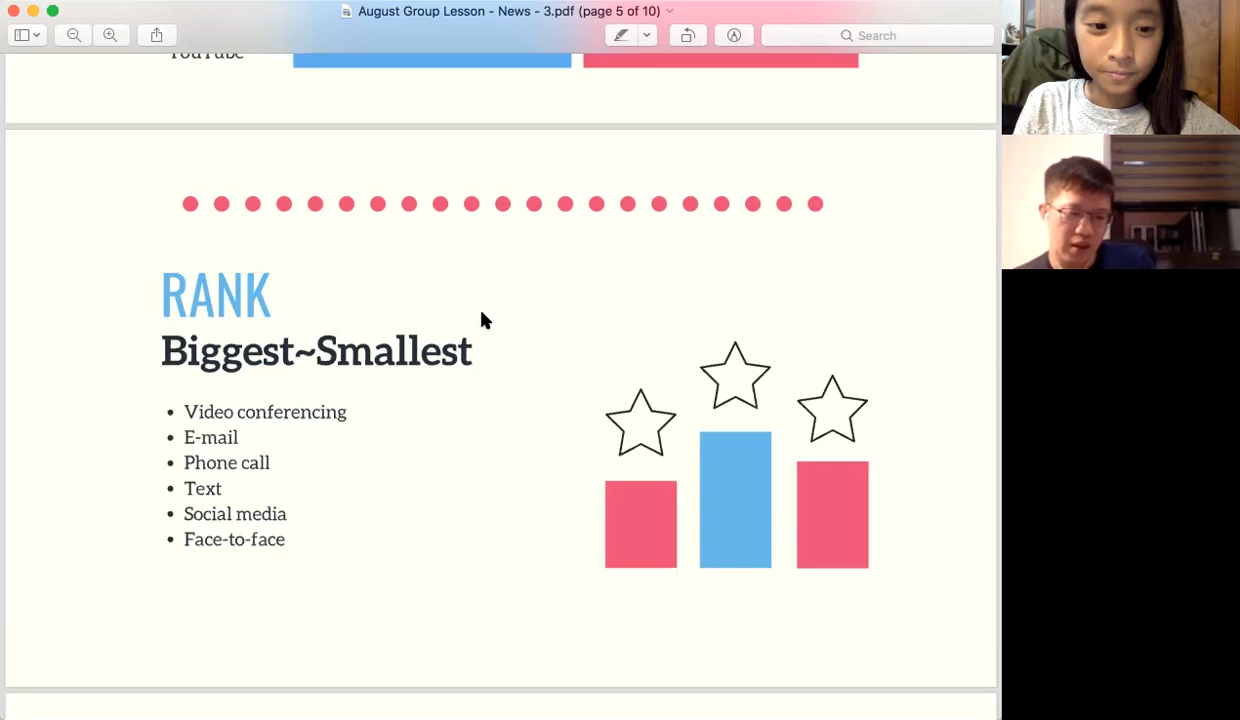 August Group Lesson - News - 3.pdf (page 5 of 10)
Search
YouTube
RANK
Biggest~Smallest
• Video conferencing
• E-mail
• Phone call
• Text
• Social media
• Face-to-face